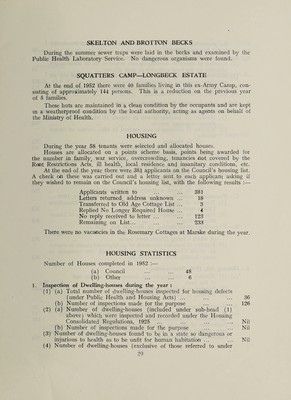 SKELTON AND BROTTON BECKS
During the summer sewer traps were laid in the becks and examined by the
Public Health Laboratory Service. No dangerous organisms were found.
SQUATTERS CAMP—LONGBECK ESTATE
At the end of 1952 there were 40 families living in this ex-Army Camp, con-
sisting of approximately 144 persons. This is a reduction on the previous year
of 8 families.
These huts are maintained in a clean condition by the occupants and are kept
in a weatherproof condition by the local authority, acting as agents on behalf of
the Ministry of Health.
HOUSING
During the year 58 tenants were selected and allocated houses.
Houses are allocated on a points scheme basis, points being awarded for
the number in family, war service, overcrowding, tenancies not covered by the
Rent Restrictions Acts, ill health, local residence and insanitary conditions, etc.
At the end of the year there were 381 applicants on the Council's housing list.
A check on these was carried out and a letter sent to each applicant asking if
they wished to remain on the Council's housing list, with the following results :—
Applicants written to ... ... 381
Letters returned, address unknown ... 18
Transferred to Old Age Cottage List ... 3
Replied No Longer Required House ... 4
No reply received to letter ... ... 123
Remaining on List... ... ... 233
There were no vacancies in the Rosemary Cottages at Marske during the year.
HOUSING STATISTICS
Number of Houses completed in 1952 :—
(a) Council ... ... 48
(b) Other ... ... 6
1. Inspection of Dwelling-houses during the year :
(1) (a) Total number of dwelling-houses inspected for housing defects
(under Public Health and Housing Acts) ... ... ... 36
(b) Number of inspections made for the purpose ... ... 126
(2) (a) Number of dwelling-houses (included under sub-head (1)
above) which were inspected and recorded under the Housing
Consolidated Regulations, 1925 ... ... ... Nil
(b) Number of inspections made for the purpose ... ... Nil
(3) Number of dwelling-houses found to be in a state so dangerous or
injurious to health as to be unfit for human habitation ... ... Nil
(4) Number of dwelling-houses (exclusive of those referred to under
29